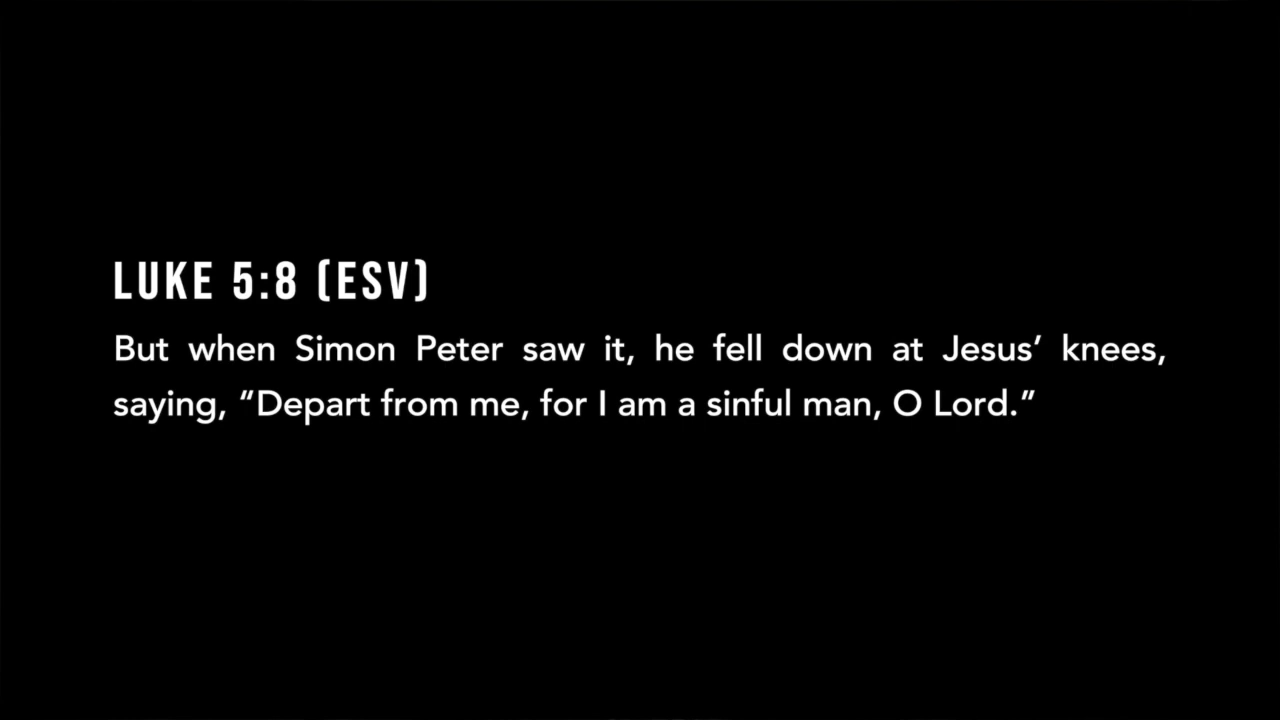 LUKE 5:8 (ESV)
But when Simon Peter saw it, he fell down at Jesus’ knees,
saying, “Depart from me, for I am a sinful man, O Lord.”